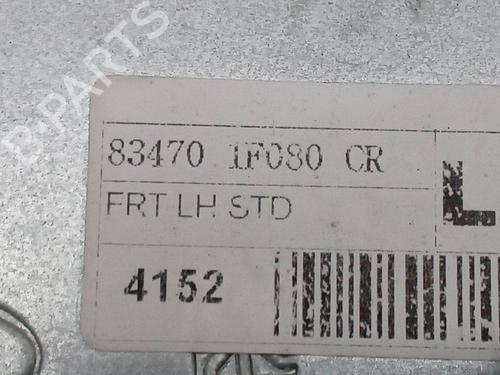 B-PARTS
83470 1F080 CR
L
FRT LH STD
4152